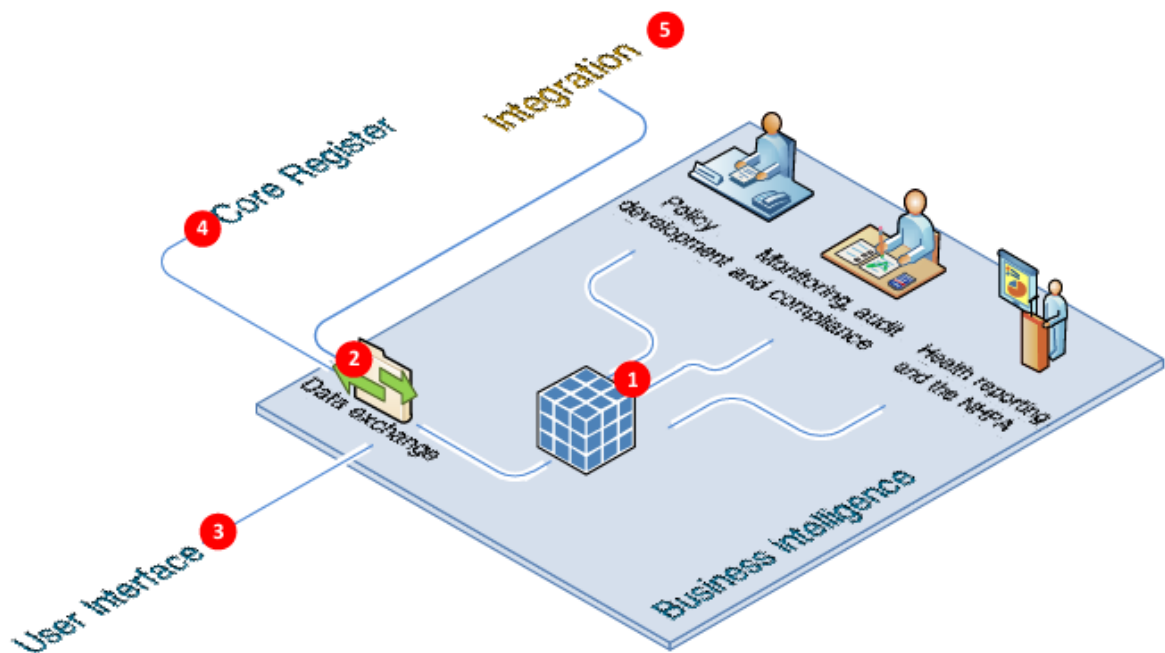 5
Integration
Core Register
4
Policy
development and compliance
Monitoring, audit
Health reporting
and the NHPA
2
Data exchange
1
3
User Interface
Business Intelligence